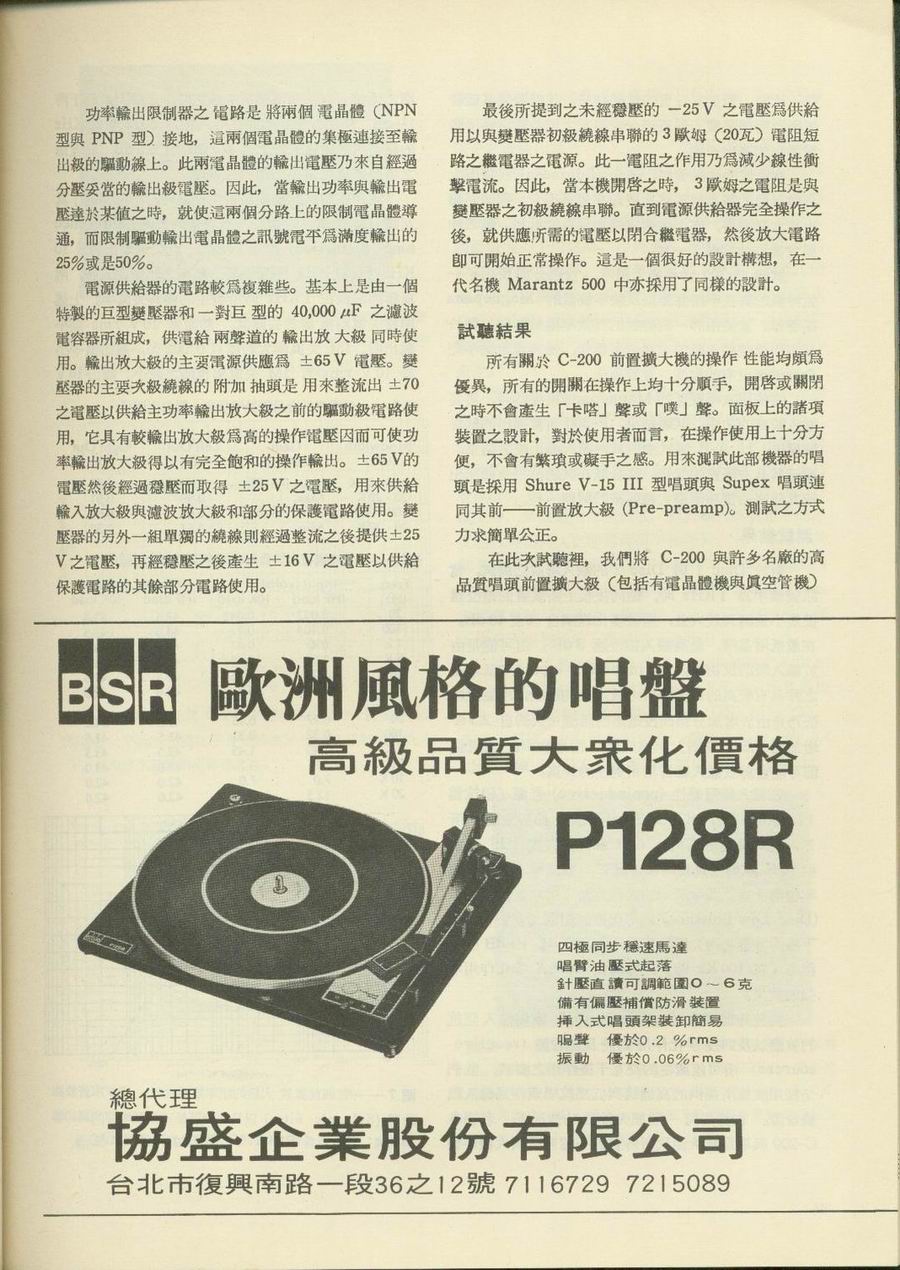 功率輸出限制器之電路是將兩個電晶體（NPN
型與 PNP 型）接地，這兩個電晶體的集極連接至輸
出級的驅動線上。此兩電晶體的輸出電壓乃來自經過
分壓妥當的輸出級電壓。因此，當輸出功率與輸出電
壓達於某值之時，就使這兩個分路上的限制電晶體導
通，而限制驅動輸出電晶體之訊號電平爲滿度輸出的
25%或是50%。
電源供給器的電路較爲複雜些。基本上是由一個
特製的巨型變壓器和一對巨型的 40,000 μF 之濾波
電容器所組成，供電給兩聲道的輸出放大級同時使
用。輸出放大級的主要電源供應爲 ±65 V 電壓。變
壓器的主要次級繞線的附加抽頭是用來整流出 ±70
之電壓以供給主功率輸出放大級之前的驅動級電路使
用，它具有較輸出放大級爲高的操作電壓因而可使功
率輸出放大級得以有完全飽和的操作輸出。±65 V的
電壓然後經過穩壓而取得 ±25 V 之電壓，用來供給
輸入放大級與濾波放大級和部分的保護電路使用。變
壓器的另外一組單獨的繞線則經過整流之後提供±25
V 之電壓，再經穩壓之後產生 ±16 V 之電壓以供給
保護電路的其餘部分電路使用。
最後所提到之未經穩壓的 －25 V 之電壓爲供給
用以與變壓器初級繞線串聯的 3 歐姆（20瓦）電阻短
路之繼電器之電源。此一電阻之作用乃爲減少線性衝
擊電流。因此，當本機開啓之時，3 歐姆之電阻是與
變壓器之初級繞線串聯。直到電源供給器完全操作之
後，就供應所需的電壓以閉合繼電器，然後放大電路
卽可開始正常操作。這是一個很好的設計構想，在一
代名機 Marantz 500 中亦採用了同樣的設計。
試聽結果
所有關於 C-200 前置擴大機的操作性能均頗爲
優異，所有的開關在操作上均十分順手，開啓或關閉
之時不會產生「卡嗒」聲或「噗」聲。面板上的諸項
裝置之設計，對於使用者而言，在操作使用上十分方
便，不會有繁瑣或礙手之感。用來測試此部機器的唱
頭是採用 Shure V-15 III 型唱頭與 Supex 唱頭連
同其前——前置放大級 (Pre-preamp)。測試之方式
力求簡單公正。
在此次試聽裡，我們將 C-200 與許多名廠的高
品質唱頭前置擴大級（包括有電晶體機與眞空管機）
BSR 歐洲風格的唱盤
高級品質大衆化價格
P128R
四極同步穩速馬達
唱臂油壓式起落
針壓直讀可調範圍0～6克
備有偏壓補償防滑裝置
揷入式唱頭架裝卸簡易
嗚聲 優於0.2 %rms
振動 優於0.06%rms
總代理
協盛企業股份有限公司
台北市復興南路一段36之12號 7116729 7215089